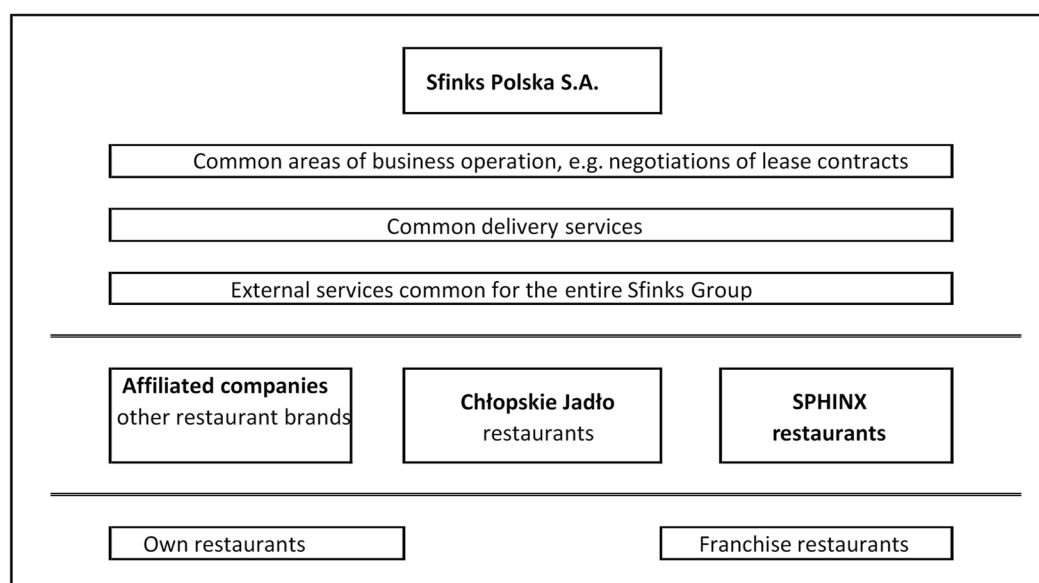 Sfinks Polska S.A.
Common areas of business operation, e.g. negotiations of lease contracts
Common delivery services
External services common for the entire Sfinks Group
Affiliated companies
other restaurant brands
Chłopskie Jadło
restaurants
SPHINX
restaurants
Own restaurants
Franchise restaurants